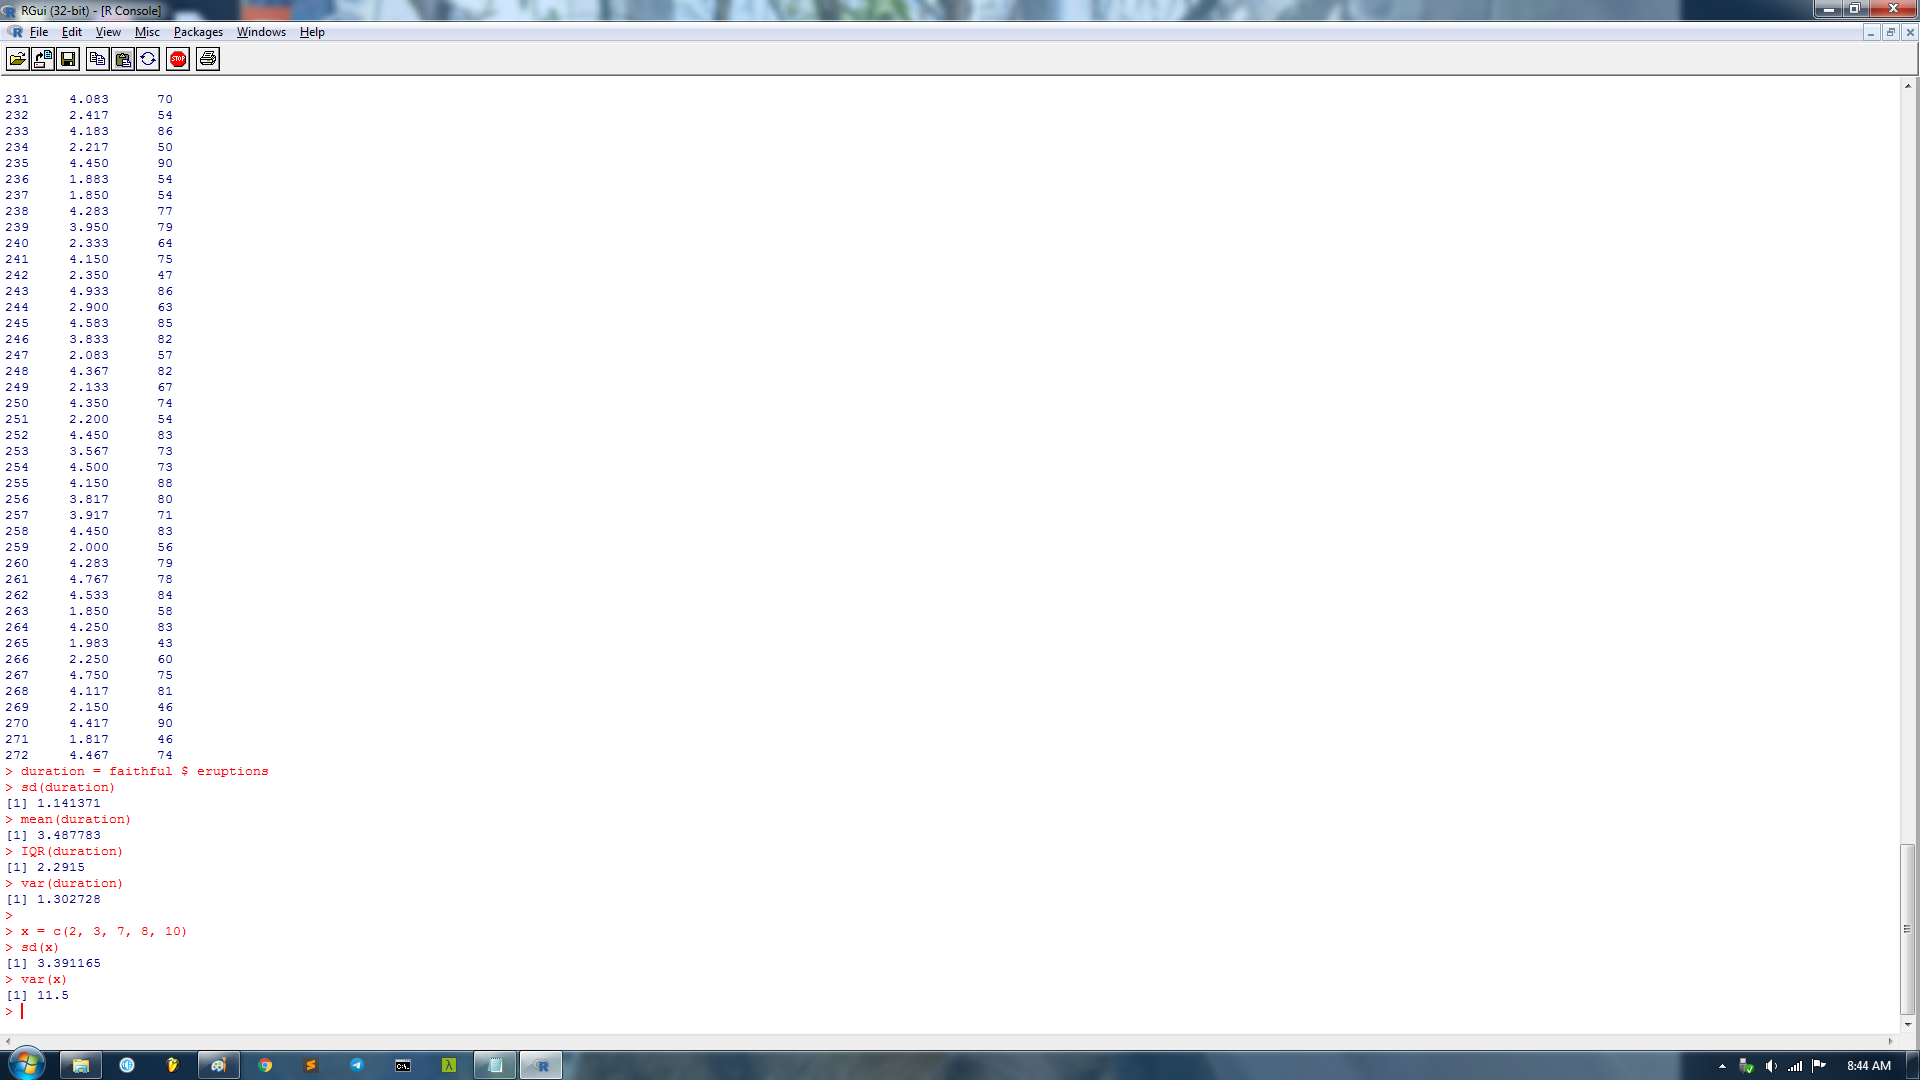 RGui (32-bit) - [R Console]
File Edit View Misc Packages Windows Help
STOP
231 4.083 70
232 2.417 54
233 4.183 86
234 2.217 50
235 4.450 90
236 1.883 54
237 1.850 54
238 4.283 77
239 3.950 79
240 2.333 64
241 4.150 75
242 2.350 47
243 4.933 86
244 2.900 63
245 4.583 85
246 3.833 82
247 2.083 57
248 4.367 82
249 2.133 67
250 4.350 74
251 2.200 54
252 4.450 83
253 3.567 73
254 4.500 73
255 4.150 88
256 3.817 80
257 3.917 71
258 4.450 83
259 2.000 56
260 4.283 79
261 4.767 78
262 4.533 84
263 1.850 58
264 4.250 83
265 1.983 43
266 2.250 60
267 4.750 75
268 4.117 81
269 2.150 46
270 4.417 90
271 1.817 46
272 4.467 74
> duration = faithful $ eruptions
> sd(duration)
[1] 1.141371
> mean(duration)
[1] 3.487783
> IQR(duration)
[1] 2.2915
> var(duration)
[1] 1.302728
>
> x = c(2, 3, 7, 8, 10)
> sd(x)
[1] 3.391165
> var(x)
[1] 11.5
>
8:44 AM